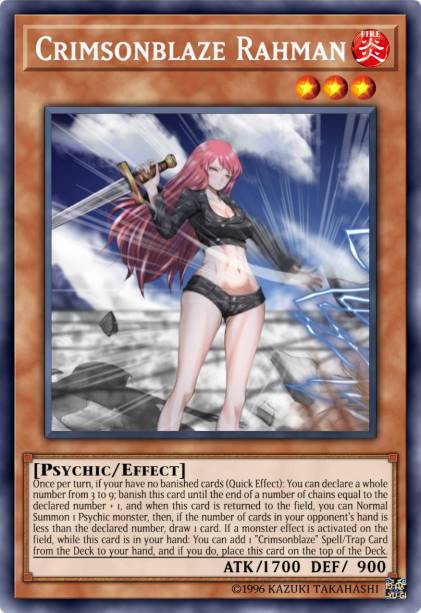 CRIMSONBLAZE RAHMAN
FIRE
炎
[PSYCHIC/EFFECT]
Once per turn, if your have no banished cards (Quick Effect): You can declare a whole
number from 3 to 9; banish this card until the end of a number of chains equal to the
declared number + 1, and when this card is returned to the field, you can Normal
Summon 1 Psychic monster, then, if the number of cards in your opponent's hand is
less than the declared number, draw 1 card. If a monster effect is activated on the
field, while this card is in your hand: You can add 1 "Crimsonblaze" Spell/Trap Card
from the Deck to your hand, and if you do, place this card on the top of the Deck.
ATK/1700 DEF/ 900
©1996 KAZUKI TAKAHASHI